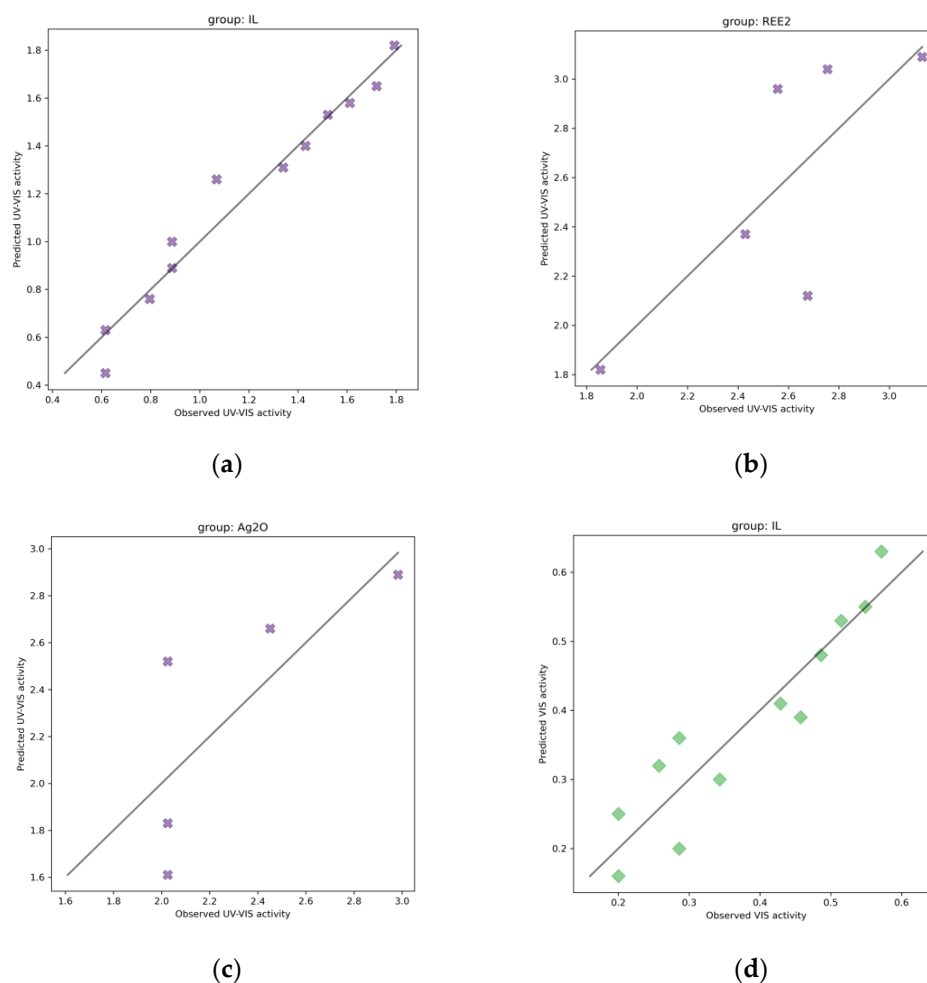 group: IL
Predicted UV-VIS activity
1.8
1.6
1.4
1.2
1.0
0.8
0.6
0.4
0.4 0.6 0.8 1.0 1.2 1.4 1.6 1.8
Observed UV-VIS activity
(a)
group: REE2
Predicted UV-VIS activity
3.0
2.8
2.6
2.4
2.2
2.0
1.8
1.8 2.0 2.2 2.4 2.6 2.8 3.0
Observed UV-VIS activity
(b)
group: Ag2O
Predicted UV-VIS activity
3.0
2.8
2.6
2.4
2.2
2.0
1.8
1.6
1.6 1.8 2.0 2.2 2.4 2.6 2.8 3.0
Observed UV-VIS activity
(c)
group: IL
Predicted VIS activity
0.6
0.5
0.4
0.3
0.2
0.2 0.3 0.4 0.5 0.6
Observed VIS activity
(d)